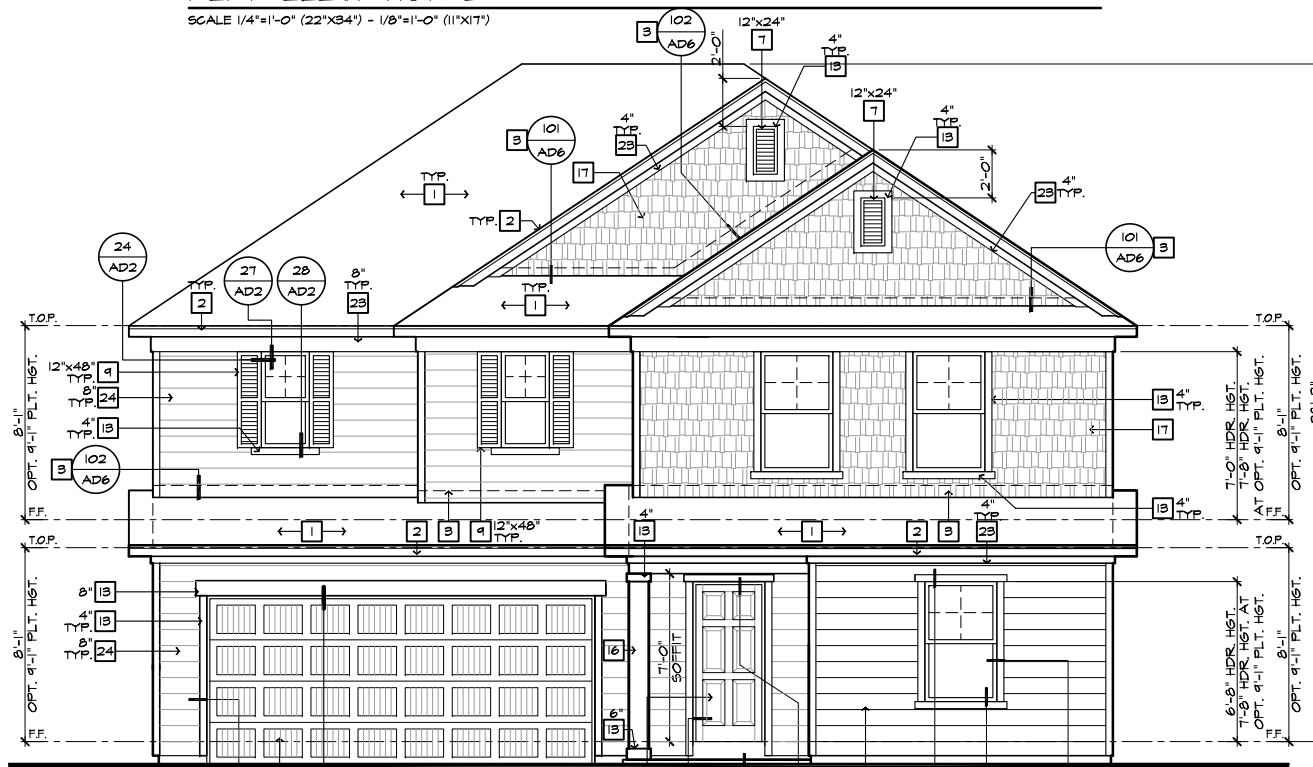 SCALE 1/4"=1'-0" (22"X34") - 1/8"=1'-0" (11"X17")
3
102
AD6
2'-0"
12"x24"
7
4"
TYP.
13
12"x24"
7
4"
TYP.
13
2'-0"
3
101
AD6
4"
TYP.
23
17
TYP.
1
TYP.
2
23
4"
TYP.
101
AD6
3
24
AD2
27
AD2
28
AD2
TYP.
2
8"
TYP.
23
TYP.
1
T.O.P.
T.O.P.
12"x48"
TYP.
9
8"
TYP.
24
4"
TYP.
13
3
102
AD6
8'-1"
OPT. 9'-1" PLT. HGT.
13
4"
TYP.
17
7'-0" HDR. HGT.
7'-8" HDR. HGT.
AT OPT. 9'-1" PLT. HGT.
8'-1"
OPT. 9'-1" PLT. HGT.
13
4"
TYP.
F.F.
F.F.
1
2
3
9
12"x48"
TYP.
4"
13
1
2
3
4"
TYP.
23
T.O.P.
T.O.P.
8"
13
4"
TYP.
13
8"
TYP.
24
8'-1"
OPT. 9'-1" PLT. HGT.
16
7'-0"
SOFFIT
6"
13
6'-8" HDR. HGT.
7'-8" HDR. HGT. AT
OPT. 9'-1" PLT. HGT.
8'-1"
OPT. 9'-1" PLT. HGT.
F.F.
F.F.